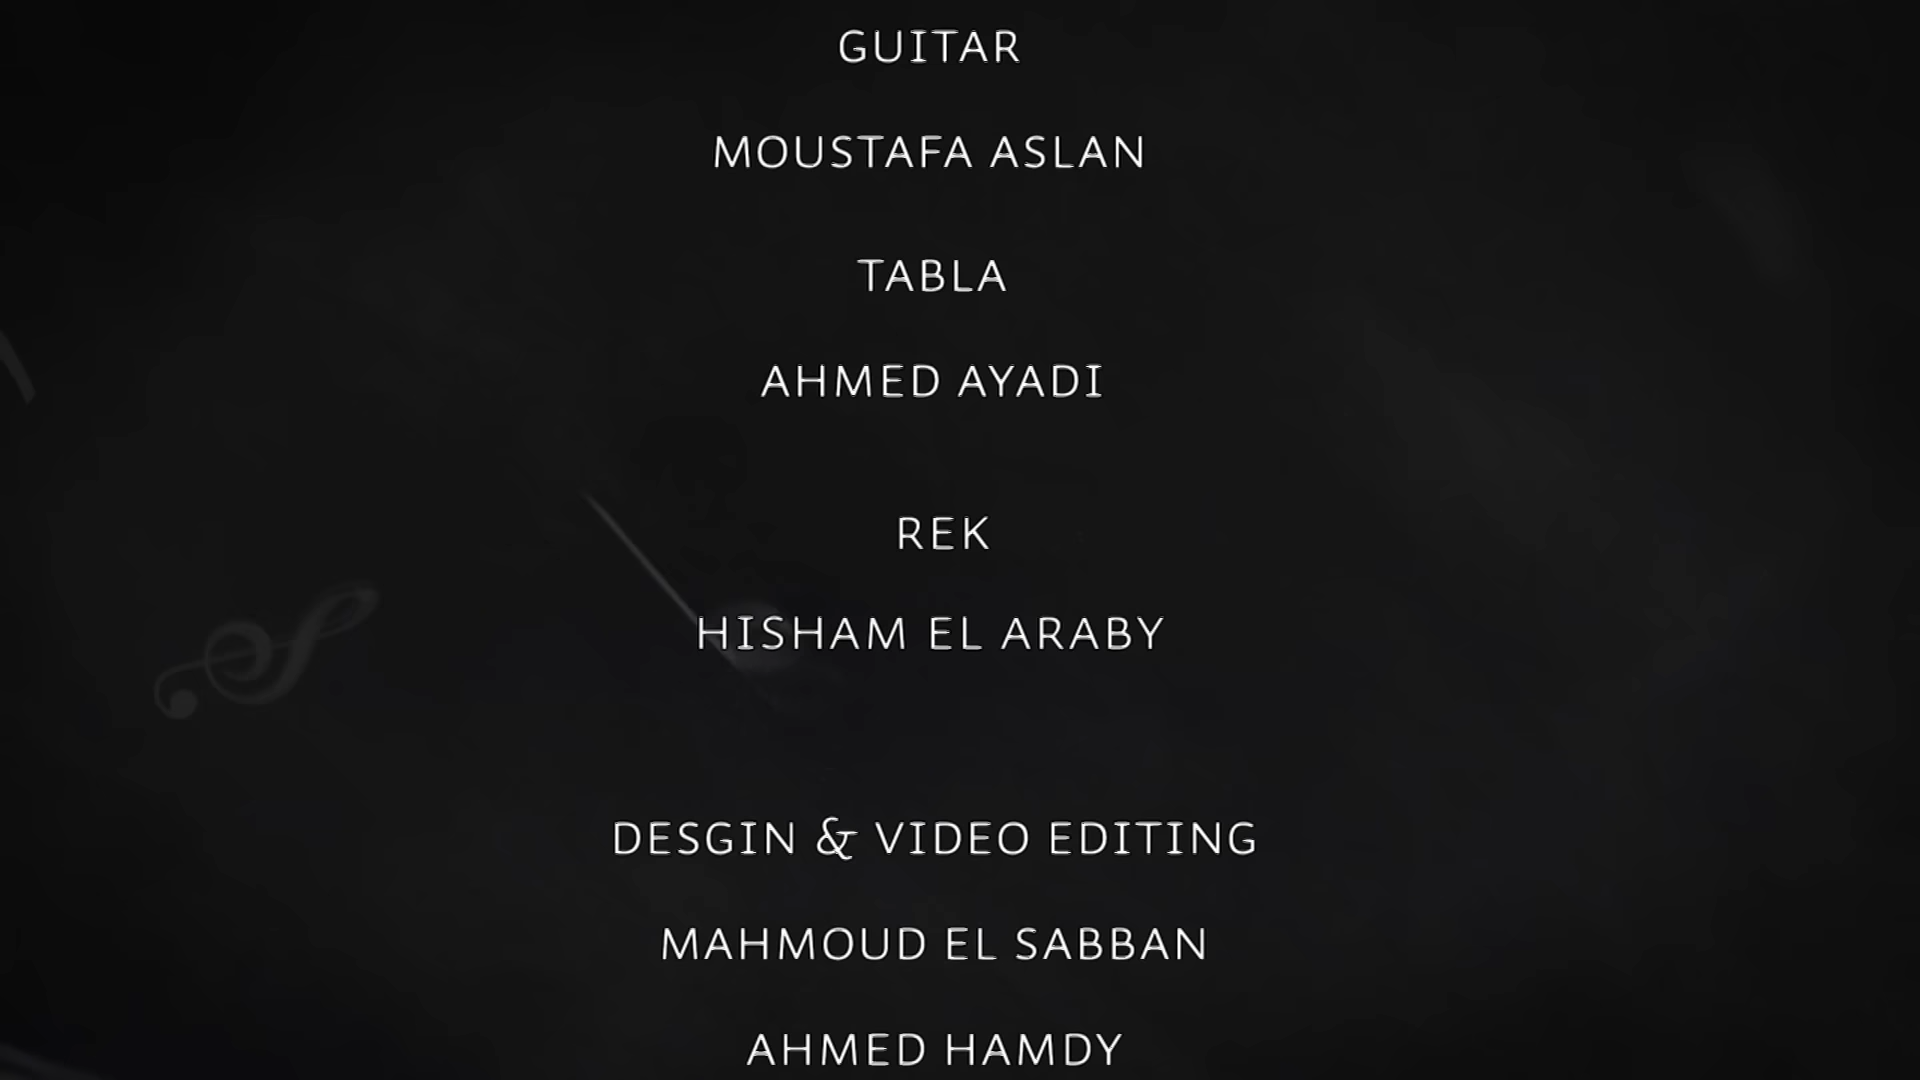 GUITAR
MOUSTAFA ASLAN
TABLA
AHMED AYADI
REK
HISHAM EL ARABY
DESGIN & VIDEO EDITING
MAHMOUD EL SABBAN
AHMED HAMDY